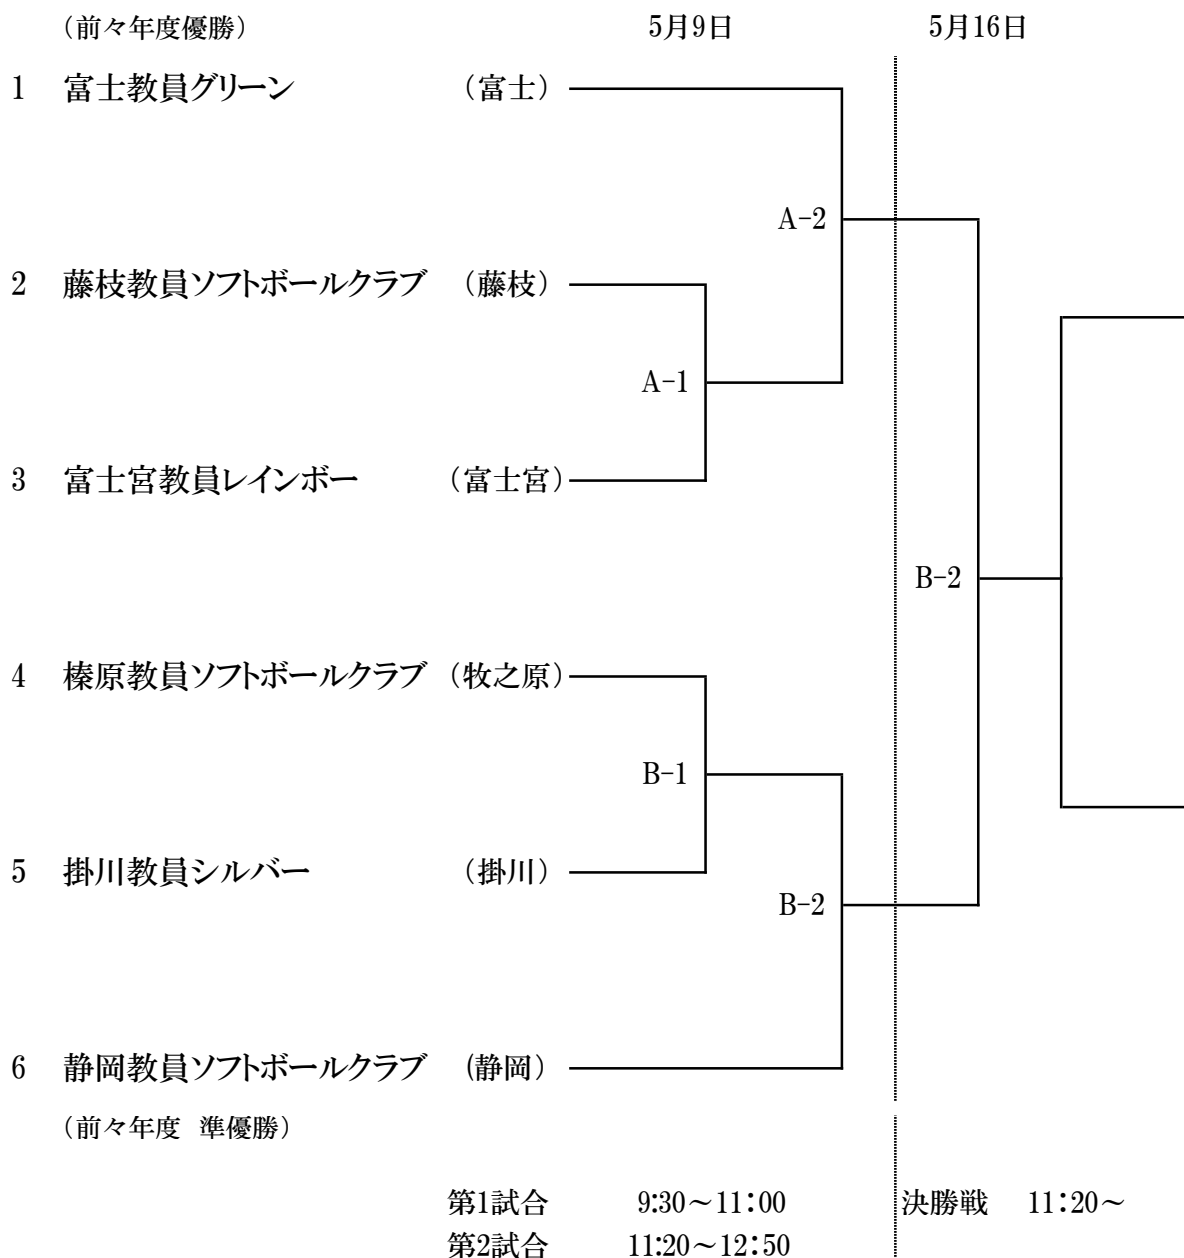 （前々年度優勝） 5月9日 5月16日
1 富士教員グリーン （富士）
A-2
2 藤枝教員ソフトボールクラブ （藤枝）
A-1
3 富士宮教員レインボー （富士宮）
B-2
4 榛原教員ソフトボールクラブ （牧之原）
B-1
5 掛川教員シルバー （掛川）
B-2
6 静岡教員ソフトボールクラブ （静岡）
（前々年度 準優勝）
第1試合 9:30～11:00 決勝戦 11:20～
第2試合 11:20～12:50